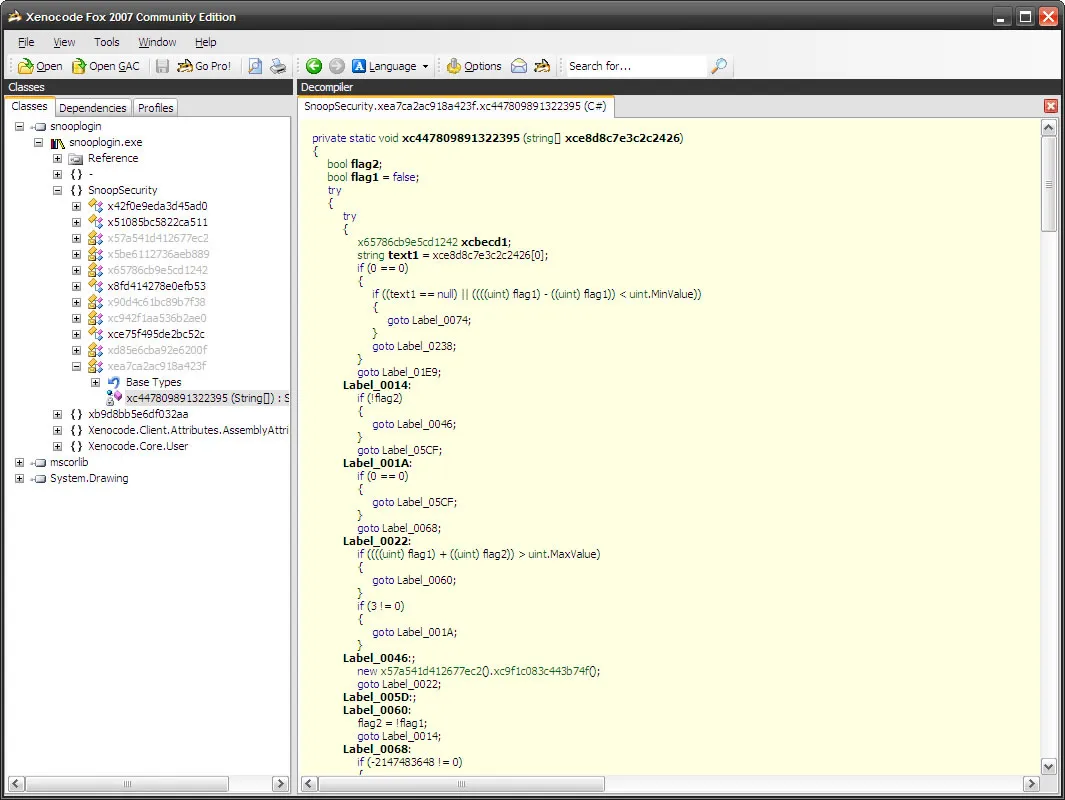 Xenocode Fox 2007 Community Edition
File View Tools Window Help
Open Open GAC Go Pro! Language Options Search for...
Classes
Classes Dependencies Profiles
snooplogin
snooplogin.exe
Reference
{} -
{} SnoopSecurity
x42f0e9eda3d45ad0
x51085bc5822ca511
x57a541d412677ec2
x5be6112736aeb889
x65786cb9e5cd1242
x8fd414278e0efb53
x90d4c61bc89b7f38
xc942f1aa536b2ae0
xce75f495de2bc52c
xd85e6cba92e6200f
xea7ca2ac918a423f
Base Types
xc447809891322395 (String[]) : S
{} xb9d8bb5e6df032aa
{} Xenocode.Client.Attributes.AssemblyAttri
{} Xenocode.Core.User
mscorlib
System.Drawing
Decompiler
SnoopSecurity.xea7ca2ac918a423f.xc447809891322395 (C#)
private static void xc447809891322395 (string[] xce8d8c7e3c2c2426)
{
bool flag2;
bool flag1 = false;
try
{
try
{
x65786cb9e5cd1242 xcbecd1;
string text1 = xce8d8c7e3c2c2426[0];
if (0 == 0)
{
if ((text1 == null) || ((((uint) flag1) - ((uint) flag1)) < uint.MinValue))
{
goto Label_0074;
}
goto Label_0238;
}
goto Label_01E9;
Label_0014:
if (!flag2)
{
goto Label_0046;
}
goto Label_05CF;
Label_001A:
if (0 == 0)
{
goto Label_05CF;
}
goto Label_0068;
Label_0022:
if ((((uint) flag1) + ((uint) flag2)) > uint.MaxValue)
{
goto Label_0060;
}
if (3 != 0)
{
goto Label_001A;
}
Label_0046:;
new x57a541d412677ec2().xc9f1c083c443b74f();
goto Label_0022;
Label_005D:;
Label_0060:
flag2 = !flag1;
goto Label_0014;
Label_0068:
if (-2147483648 != 0)
{